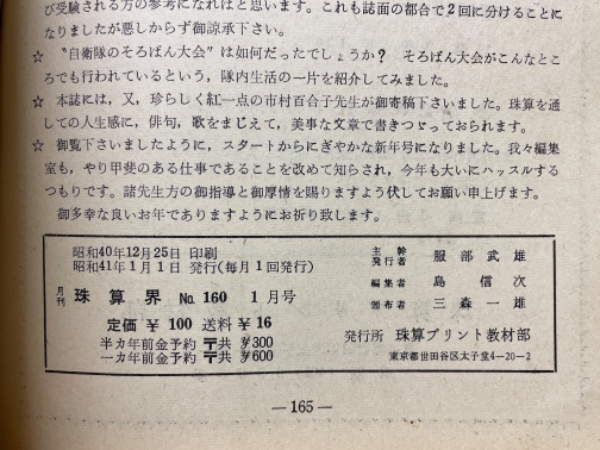 び受験される方の参考になればと思います。これも誌面の都合で2回に分けることに
なりましたが悪しからず御諒承下さい。
☆ “自衛隊のそろばん大会”は如何だったでしょうか? そろばん大会がこんなとこ
ろでも行われているという，隊内生活の一片を紹介してみました。
☆ 本誌には，又，珍らしく紅一点の市村百合子先生が御寄稿下さいました。珠算を通
しての人生感に，俳句，歌をまじえて，美事な文章で書きつづっておられます。
☆ 御覧下さいましたように，スタートからにぎやかな新年号になりました。我々編集
室も，やり甲斐のある仕事であることを改めて知らされ，今年も大いにハッスルする
つもりです。諸先生方の御指導と御厚情を賜りますよう伏してお願い申上げます。
御多幸な良いお年でありますようにお祈り致します。
昭和40年12月25日 印刷
昭和41年1月1日 発行(毎月1回発行)
月刊 珠算界 No. 160 1月号
定価 ¥ 100 送料 ¥ 16
半カ年前金予約 〒共 ¥300
一カ年前金予約 〒共 ¥600
主幹
発行者 服部武雄
編集者 島信次
頒布者 三森一雄
発行所 珠算プリント教材部
東京都世田谷区太子堂4-20-2
—165—